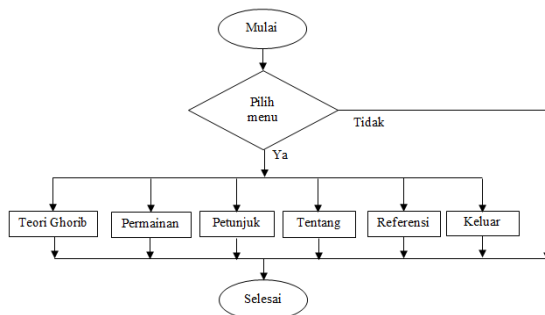 Mulai
Pilih
menu
Tidak
Ya
Teori Ghorib
Permainan
Petunjuk
Tentang
Referensi
Keluar
Selesai